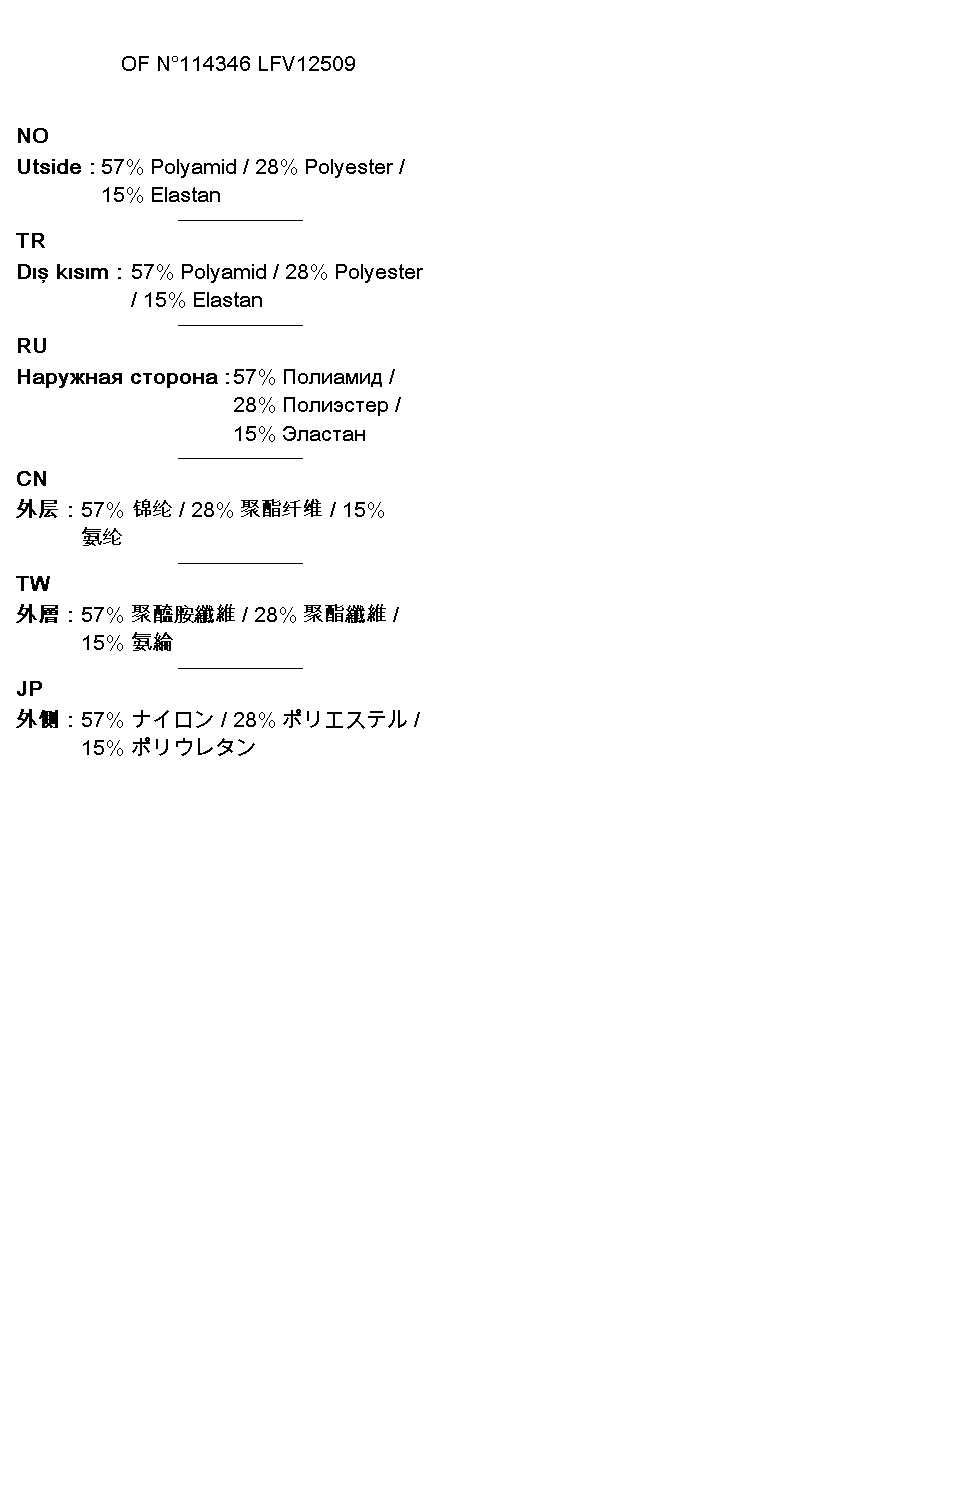 OF N°114346 LFV12509
NO
Utside : 57% Polyamid / 28% Polyester /
15% Elastan
TR
Dış kısım : 57% Polyamid / 28% Polyester
/ 15% Elastan
RU
Наружная сторона : 57% Полиамид /
28% Полиэстер /
15% Эластан
CN
外层 : 57% 锦纶 / 28% 聚酯纤维 / 15%
氨纶
TW
外層 : 57% 聚醯胺纖維 / 28% 聚酯纖維 /
15% 氨綸
JP
外側 : 57% ナイロン / 28% ポリエステル /
15% ポリウレタン